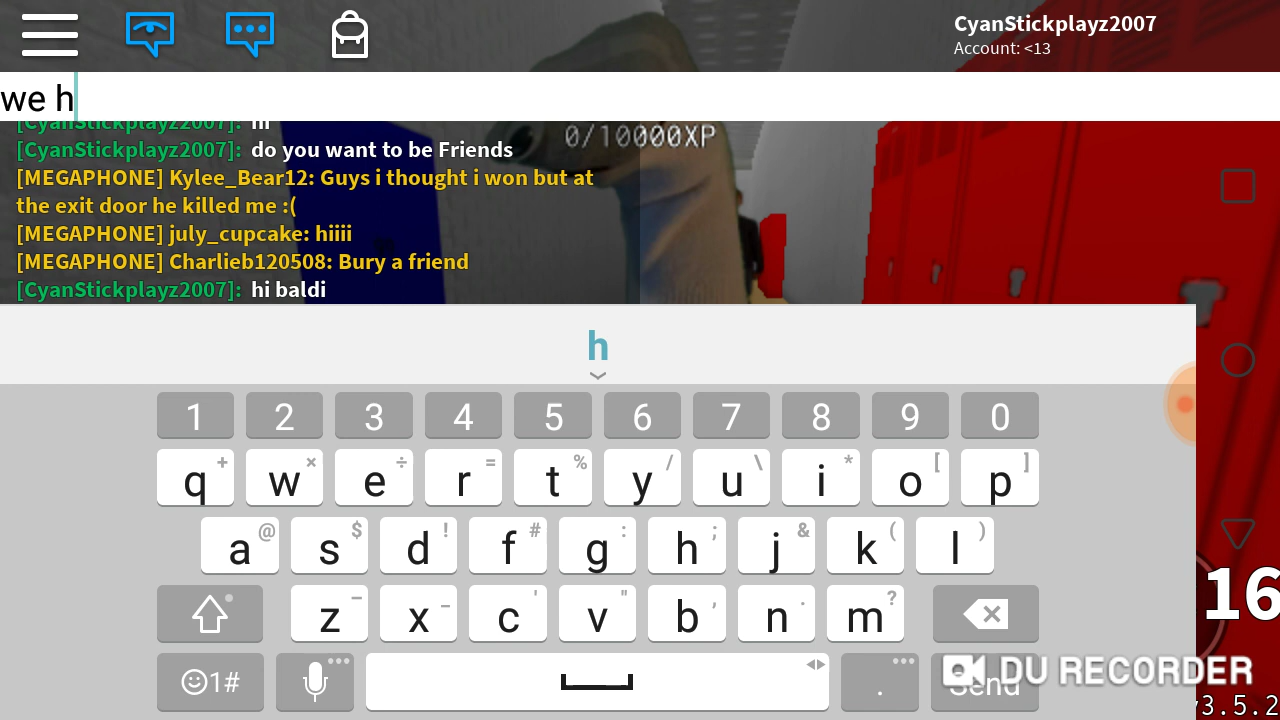 CyanStickplayz2007
Account: <13
we h
[CyanStickplayz2007]: hi
0/10000XP
[CyanStickplayz2007]: do you want to be Friends
[MEGAPHONE] Kylee_Bear12: Guys i thought i won but at
the exit door he killed me :(
[MEGAPHONE] july_cupcake: hiiii
[MEGAPHONE] Charlieb120508: Bury a friend
[CyanStickplayz2007]: hi baldi
h
1 2 3 4 5 6 7 8 9 0
q + w × e ÷ r = t % y / u \ i * o [ p ]
a @ s $ d ! f # g : h ; j & k ( l )
z – x _ c ' v " b , n . m ?
16
1# . Send
DU RECORDER
v3.5.2